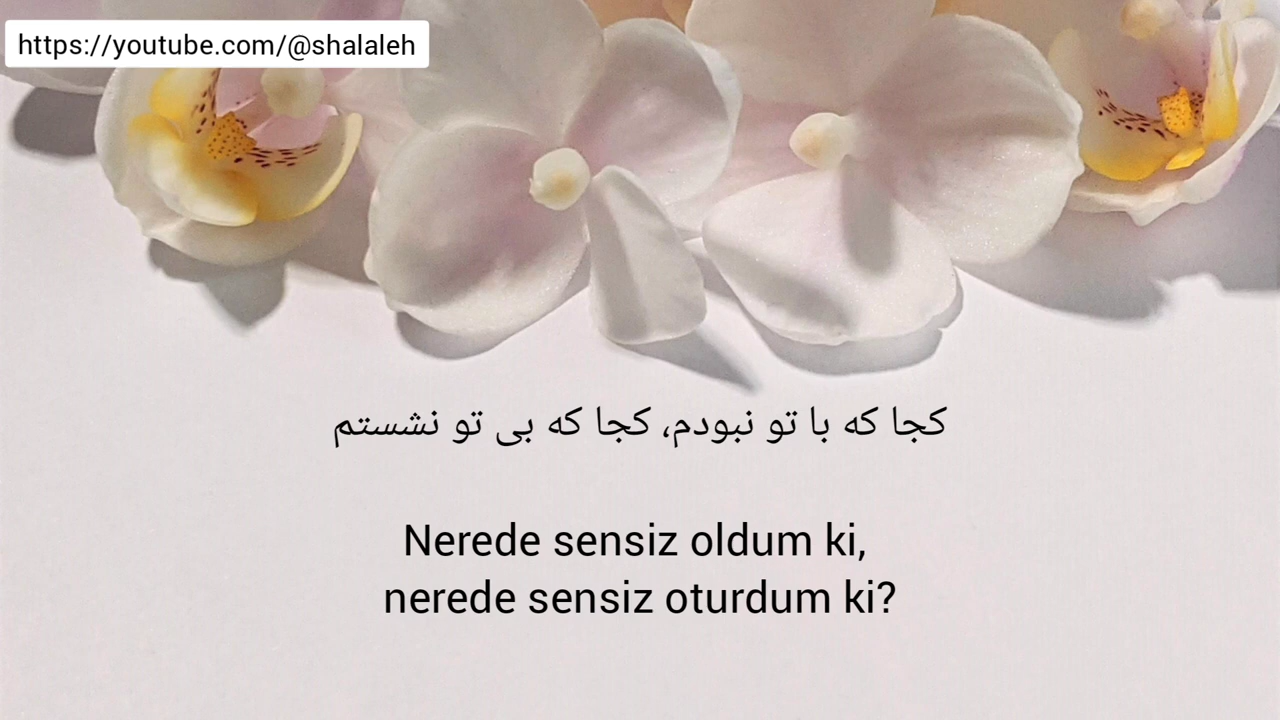 https://youtube.com/@shalaleh
کجا که با تو نبودم، کجا که بی تو نشستم
Nerede sensiz oldum ki,
nerede sensiz oturdum ki?